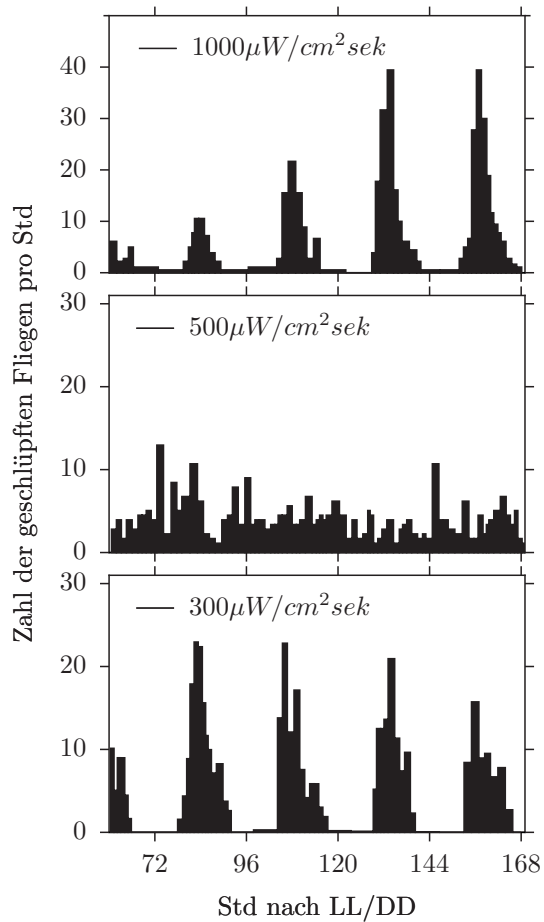 Zahl der geschlüpften Fliegen pro Std
1000μW/cm²sek
40
30
20
10
0
500μW/cm²sek
30
20
10
0
300μW/cm²sek
30
20
10
0
72 96 120 144 168
Std nach LL/DD